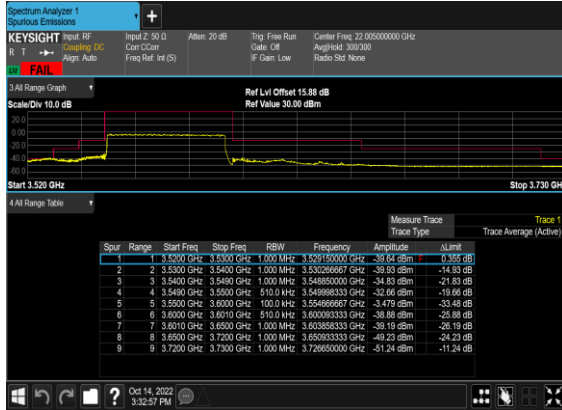 Spectrum Analyzer 1
Spurious Emissions
+
KEYSIGHT Input: RF Input Z: 50 Ω Atten: 20 dB Trig: Free Run Center Freq: 22.005000000 GHz
R T Coupling: DC Corr CCorr Gate: Off Avg|Hold: 300/300
Align: Auto Freq Ref: Int (S) IF Gain: Low Radio Std: None
FAIL
3 All Range Graph Ref Lvl Offset 15.88 dB
Scale/Div 10.0 dB Ref Value 30.00 dBm
20.0
0.00
-20.0
-40.0
-60.0
Start 3.520 GHz Stop 3.730 GH
4 All Range Table
Measure Trace Trace 1
Trace Type Trace Average (Active)
Spur Range Start Freq Stop Freq RBW Frequency Amplitude ΔLimit
1 1 3.5200 GHz 3.5300 GHz 1.000 MHz 3.529150000 GHz -39.64 dBm F 0.355 dB
2 2 3.5300 GHz 3.5400 GHz 1.000 MHz 3.530266667 GHz -39.93 dBm -14.93 dB
3 3 3.5400 GHz 3.5490 GHz 1.000 MHz 3.548850000 GHz -34.83 dBm -21.83 dB
4 4 3.5490 GHz 3.5500 GHz 510.0 kHz 3.549998333 GHz -32.66 dBm -19.66 dB
5 5 3.5500 GHz 3.6000 GHz 100.0 kHz 3.554666667 GHz -3.479 dBm -33.48 dB
6 6 3.6000 GHz 3.6010 GHz 510.0 kHz 3.600093333 GHz -38.88 dBm -25.88 dB
7 7 3.6010 GHz 3.6500 GHz 1.000 MHz 3.603858333 GHz -39.19 dBm -26.19 dB
8 8 3.6500 GHz 3.7200 GHz 1.000 MHz 3.650933333 GHz -49.23 dBm -24.23 dB
9 9 3.7200 GHz 3.7300 GHz 1.000 MHz 3.726650000 GHz -51.24 dBm -11.24 dB
? Oct 14, 2022
3:32:57 PM